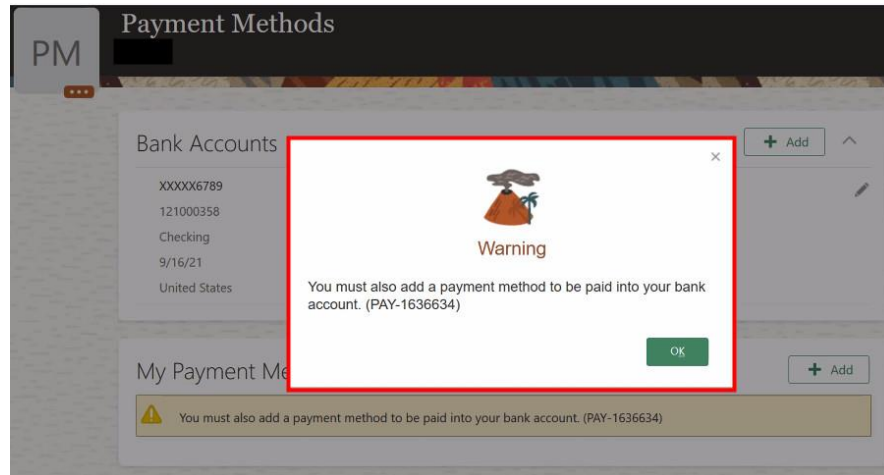 Payment Methods
PM
Bank Accounts
+ Add
XXXXX6789
121000358
Checking
9/16/21
United States
Warning
You must also add a payment method to be paid into your bank
account. (PAY-1636634)
OK
My Payment Me
+ Add
You must also add a payment method to be paid into your bank account. (PAY-1636634)